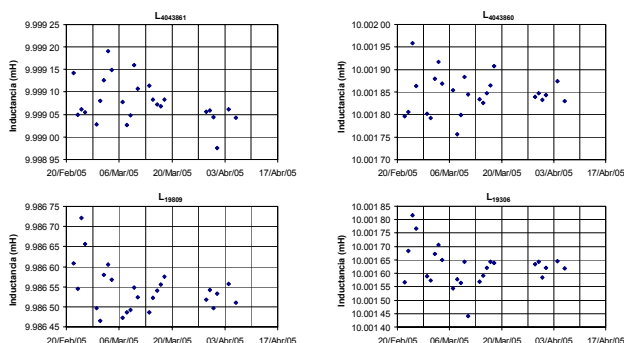 L4043861
Inductancia (mH)
9.999 25
9.999 20
9.999 15
9.999 10
9.999 05
9.999 00
9.998 95
20/Feb/05 06/Mar/05 20/Mar/05 03/Abr/05 17/Abr/05
L4043860
Inductancia (mH)
10.002 00
10.001 95
10.001 90
10.001 85
10.001 80
10.001 75
10.001 70
20/Feb/05 06/Mar/05 20/Mar/05 03/Abr/05 17/Abr/05
L19809
Inductancia (mH)
9.986 75
9.986 70
9.986 65
9.986 60
9.986 55
9.986 50
9.986 45
20/Feb/05 06/Mar/05 20/Mar/05 03/Abr/05 17/Abr/05
L19306
Inductancia (mH)
10.001 85
10.001 80
10.001 75
10.001 70
10.001 65
10.001 60
10.001 55
10.001 50
10.001 45
10.001 40
20/Feb/05 06/Mar/05 20/Mar/05 03/Abr/05 17/Abr/05